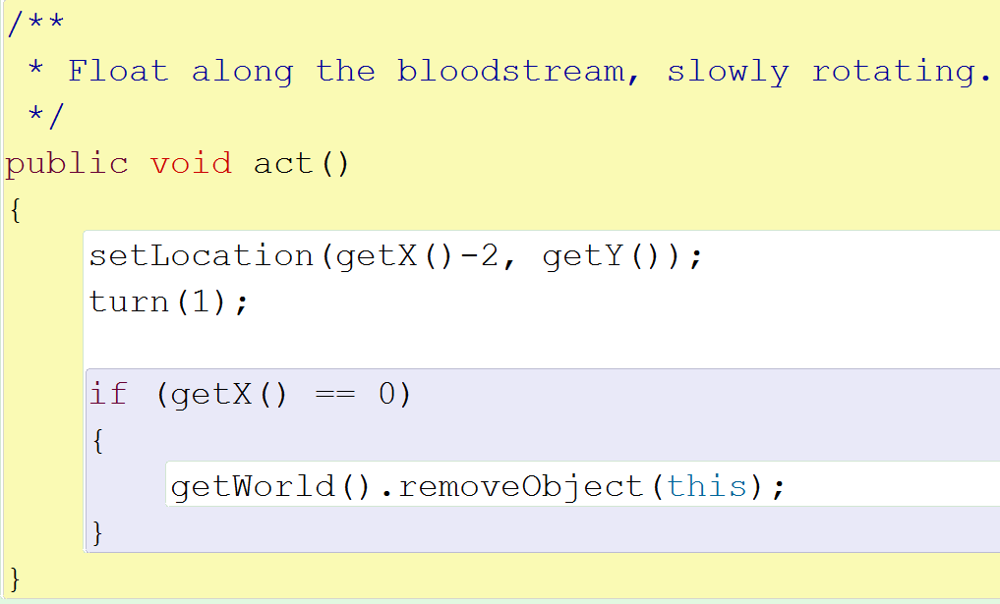 /**
 * Float along the bloodstream, slowly rotating.
 */
public void act()
{
    setLocation(getX()-2, getY());
    turn(1);

    if (getX() == 0)
    {
        getWorld().removeObject(this);
    }
}